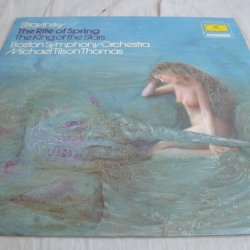 Stravinsky
The Rite of Spring
The King of the Stars
Boston Symphony Orchestra
Michael Tilson Thomas